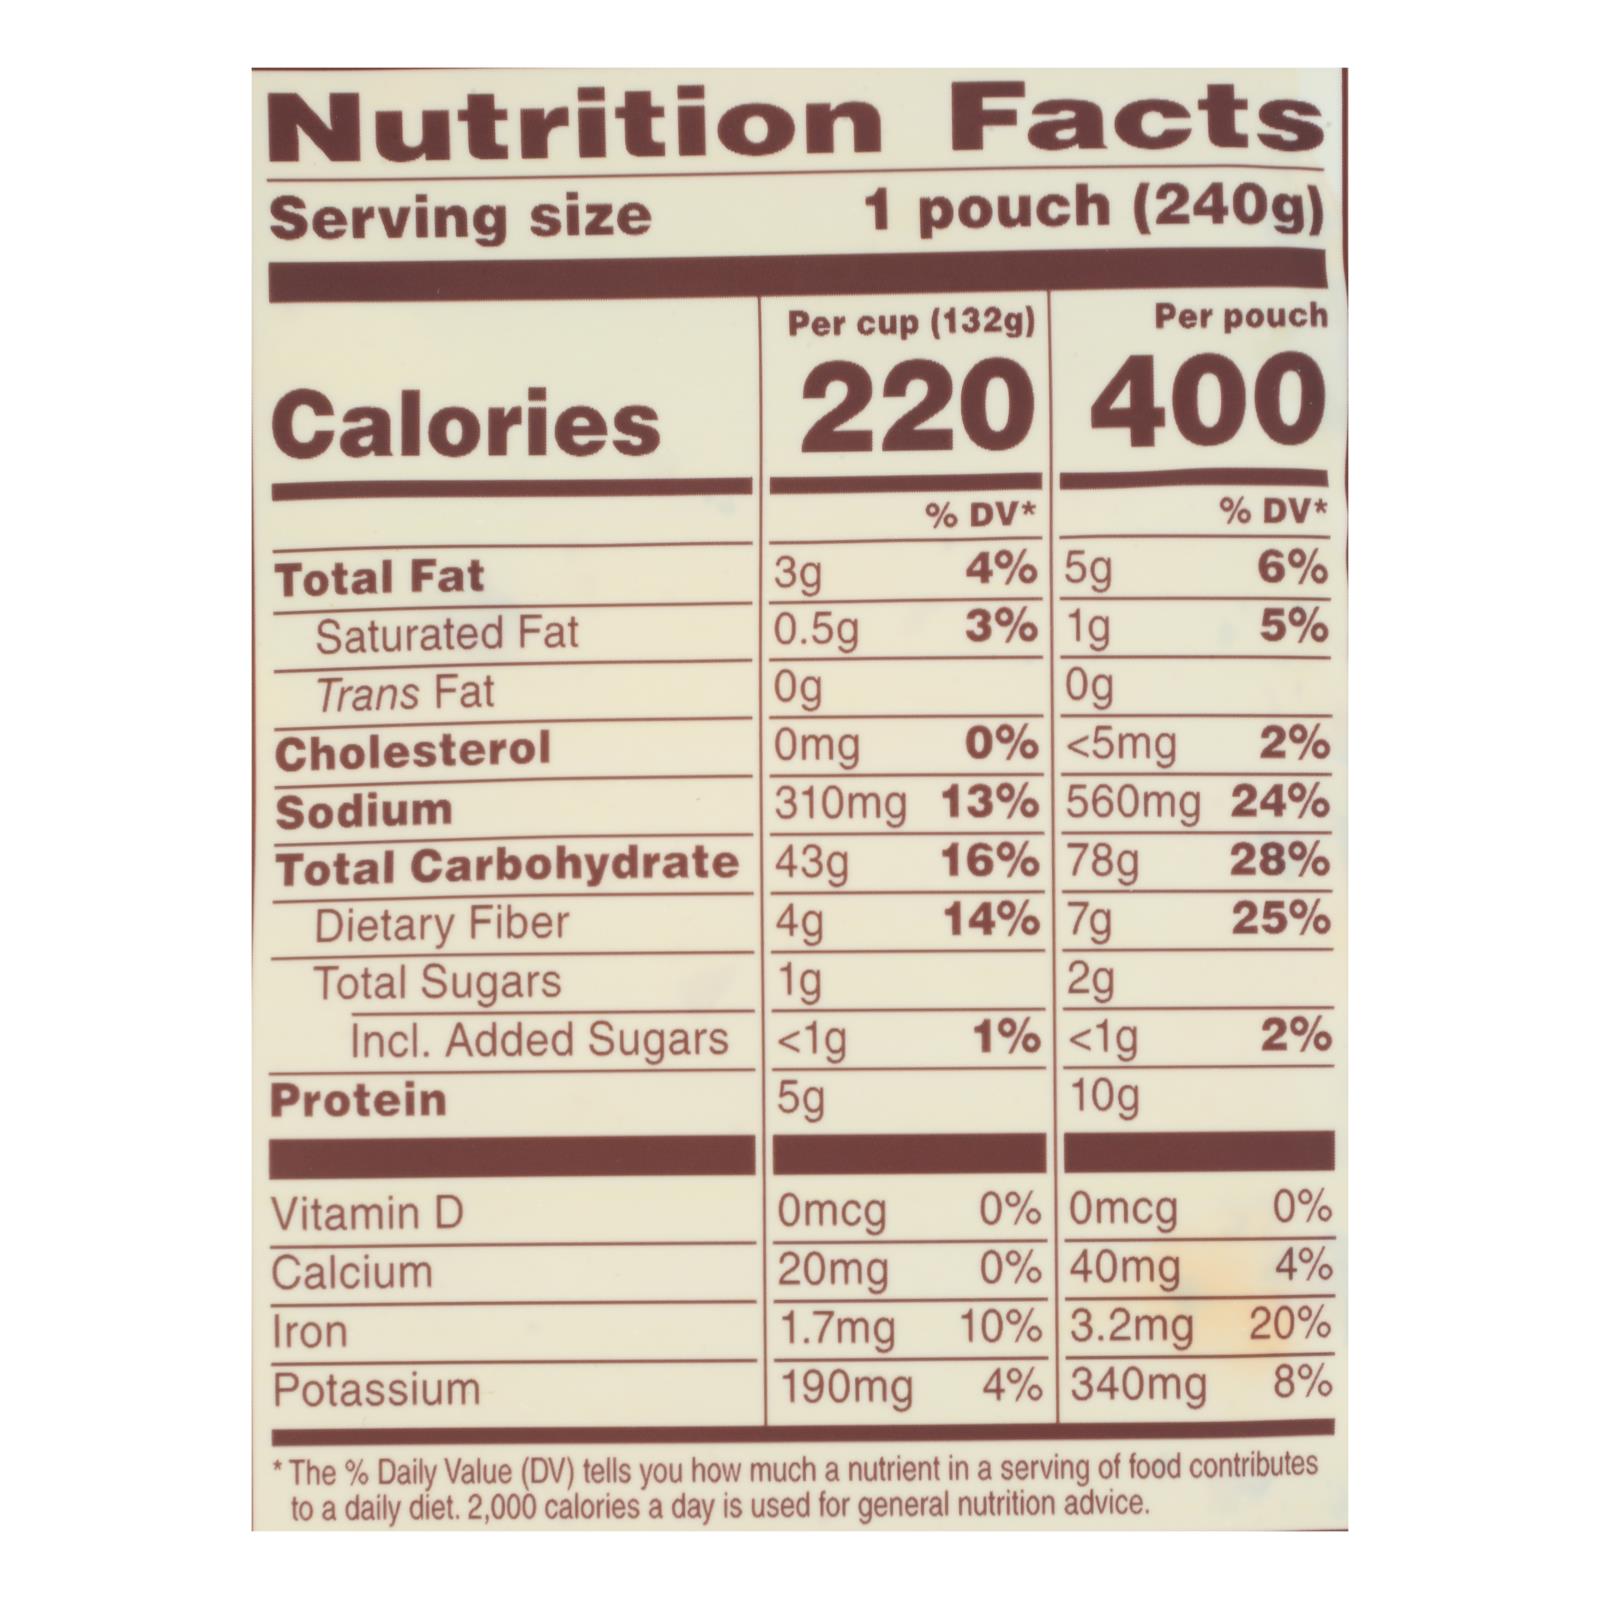 Nutrition Facts
Serving size 1 pouch (240g)
Per cup (132g) Per pouch
Calories 220 400
% DV* % DV*
Total Fat 3g 4% 5g 6%
Saturated Fat 0.5g 3% 1g 5%
Trans Fat 0g 0g
Cholesterol 0mg 0% <5mg 2%
Sodium 310mg 13% 560mg 24%
Total Carbohydrate 43g 16% 78g 28%
Dietary Fiber 4g 14% 7g 25%
Total Sugars 1g 2g
Incl. Added Sugars <1g 1% <1g 2%
Protein 5g 10g
Vitamin D 0mcg 0% 0mcg 0%
Calcium 20mg 0% 40mg 4%
Iron 1.7mg 10% 3.2mg 20%
Potassium 190mg 4% 340mg 8%
* The % Daily Value (DV) tells you how much a nutrient in a serving of food contributes
to a daily diet. 2,000 calories a day is used for general nutrition advice.